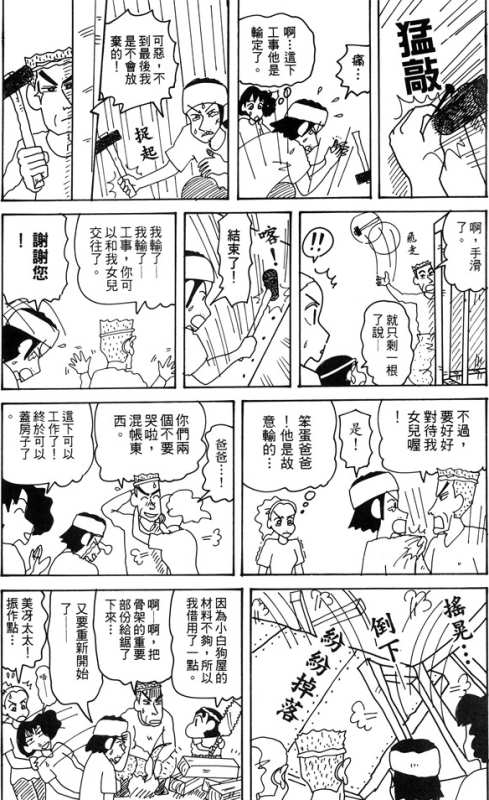 猛敲
痛…
啊…這下
工事他是
輸定了。
可惡，不
到最後我
是不會放
棄的！
捉起
啊，手滑
了。
飛走
就只剩一根
了說…
!!
喀！
結束了！
我輸了——
我輸了——
工事，你可
以和我女兒
交往了。
謝謝您
！
不過，
要好好
對待我
女兒喔
！
是！
笨蛋爸爸
！他是故
意輸的…
爸爸…！
你們兩
個不要
哭啦，
混帳東
西。
這下可以
工作了！
終於可以
蓋房子了
。
搖晃…
倒下
紛紛掉落
因為小白狗屋的
材料不夠，所以
我借用了一點。
啊，啊，把
骨架的重要
部份給鋸了
下來…
又要重新開始
了——
美冴太太！
振作點…